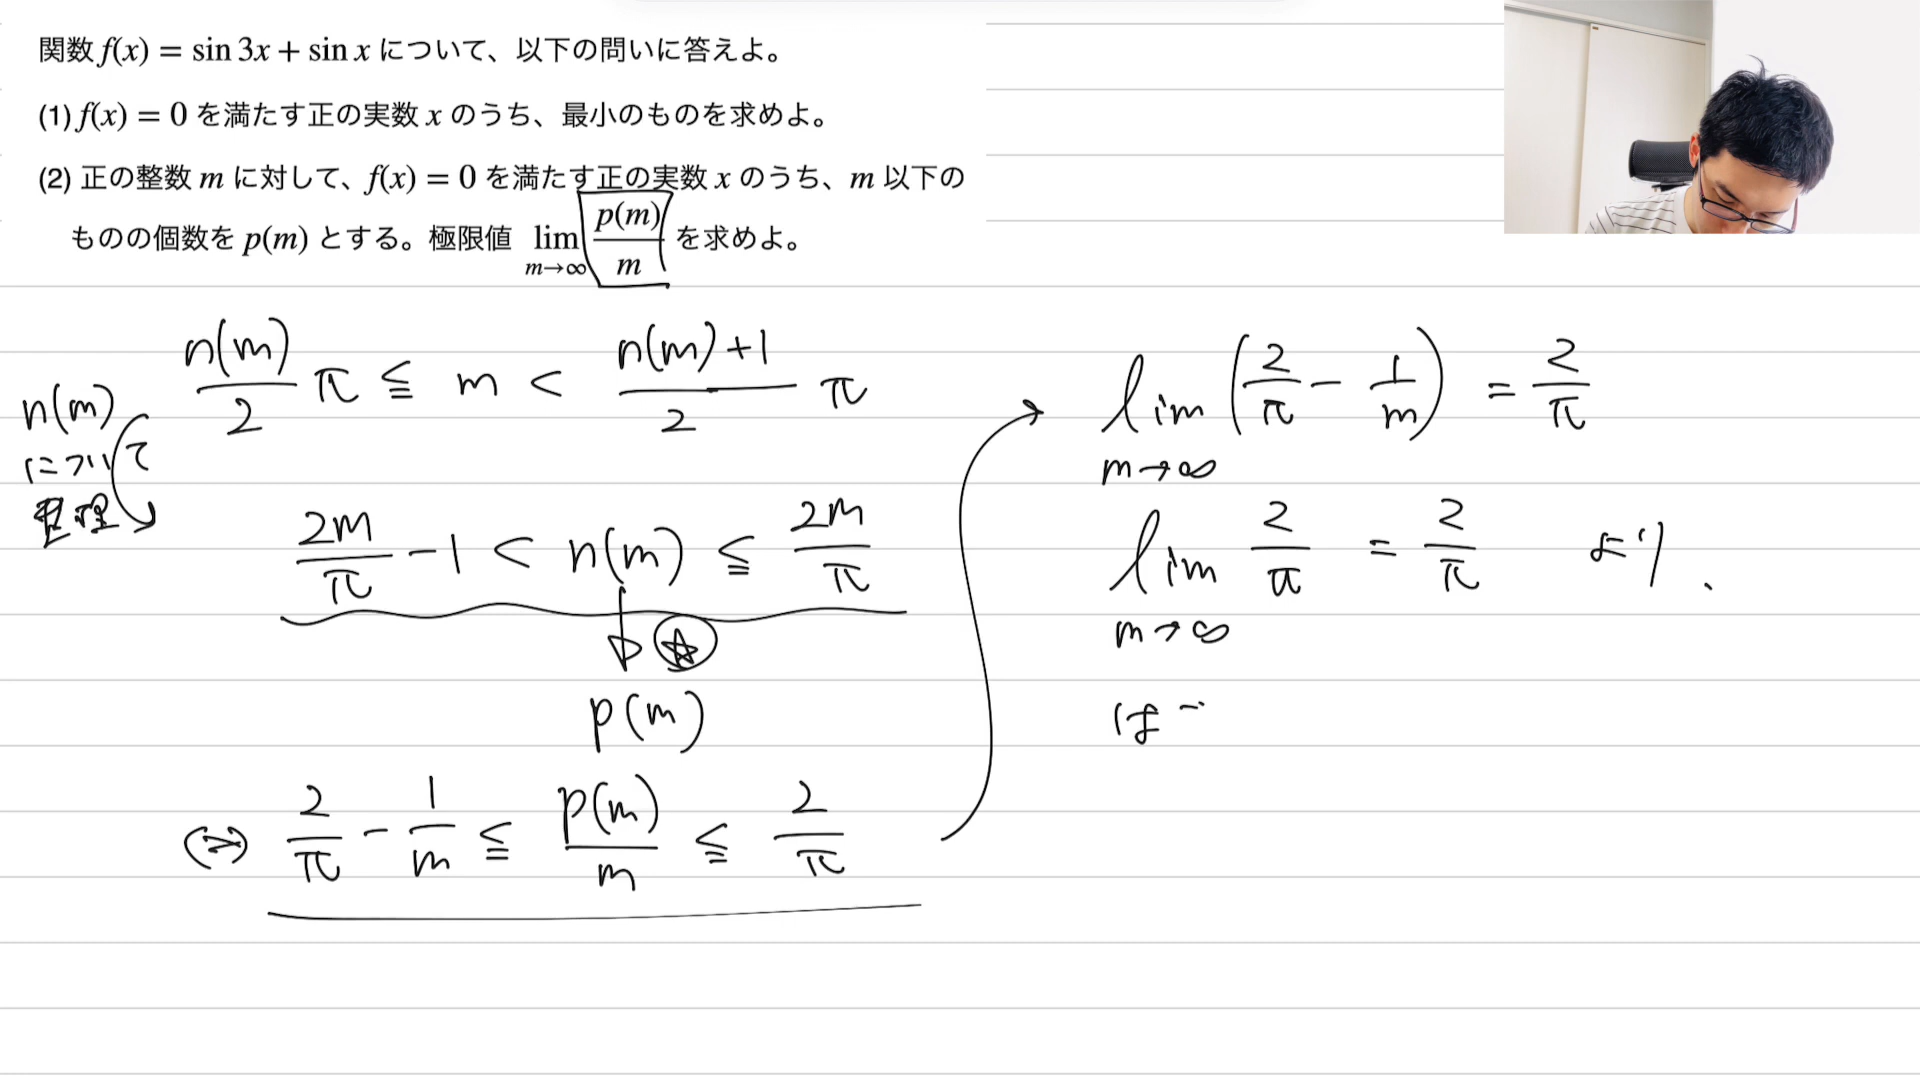 関数 f(x) = sin 3x + sin x について、以下の問いに答えよ。
(1) f(x) = 0 を満たす正の実数 x のうち、最小のものを求めよ。
(2) 正の整数 m に対して、f(x) = 0 を満たす正の実数 x のうち、m 以下の
ものの個数を p(m) とする。極限値 lim_{m→∞} p(m)/m を求めよ。
n(m)/2 π ≦ m < (n(m)+1)/2 π
n(m)
について
整理
2m/π − 1 < n(m) ≦ 2m/π
☆
p(m)
(⇒) 2/π − 1/m ≦ p(m)/m ≦ 2/π
lim_{m→∞} (2/π − 1/m) = 2/π
lim_{m→∞} 2/π = 2/π より、
は